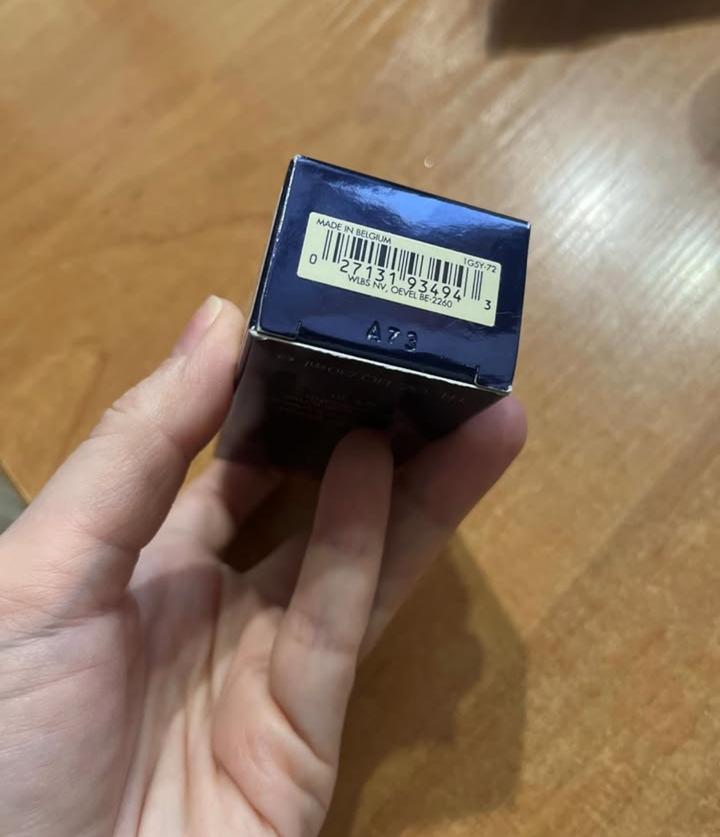 MADE IN BELGIUM
1G5Y-72
0 27131 93494 3
WLBS NV, OEVEL BE-2260
A73